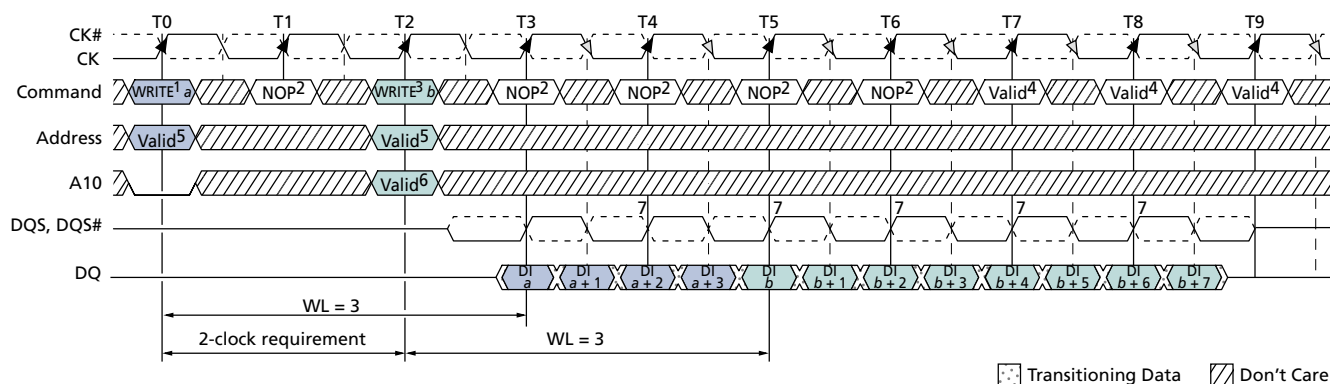 T0 T1 T2 T3 T4 T5 T6 T7 T8 T9
CK#
CK
Command WRITE1 a NOP2 WRITE3 b NOP2 NOP2 NOP2 NOP2 Valid4 Valid4 Valid4
Address Valid5 Valid5
A10 Valid6
7 7 7 7 7
DQS, DQS#
DQ DI a DI a + 1 DI a + 2 DI a + 3 DI b DI b + 1 DI b + 2 DI b + 3 DI b + 4 DI b + 5 DI b + 6 DI b + 7
WL = 3
2-clock requirement WL = 3
Transitioning Data Don't Care